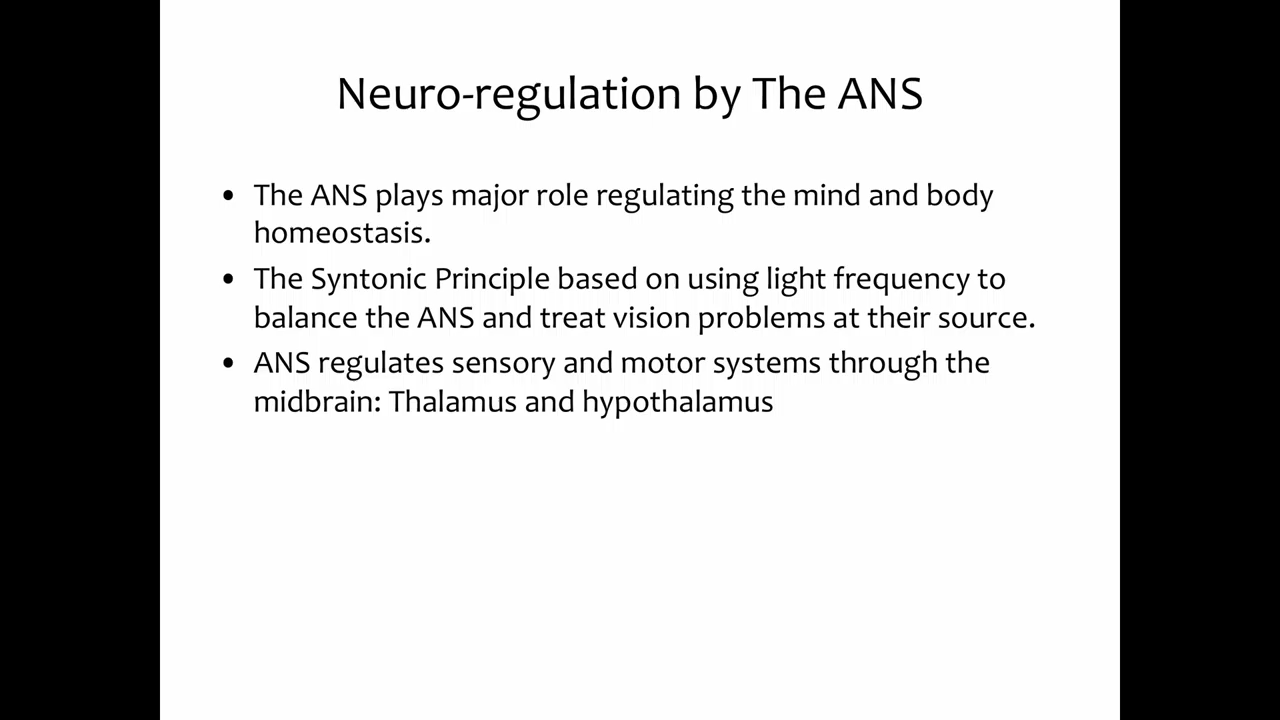 Neuro-regulation by The ANS
• The ANS plays major role regulating the mind and body
homeostasis.
• The Syntonic Principle based on using light frequency to
balance the ANS and treat vision problems at their source.
• ANS regulates sensory and motor systems through the
midbrain: Thalamus and hypothalamus